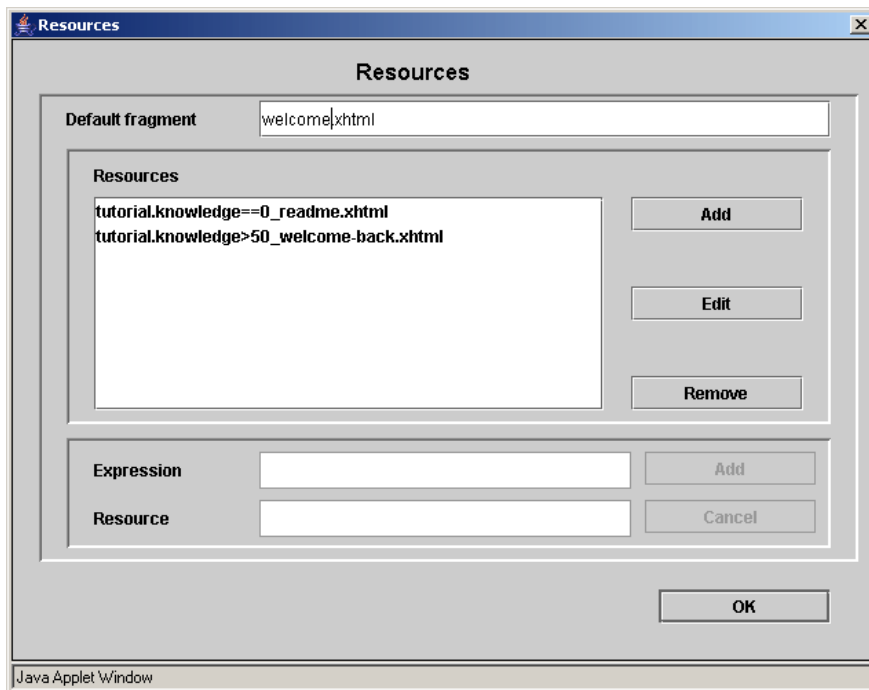 Resources
Resources
Default fragment welcome.xhtml
Resources
tutorial.knowledge==0_readme.xhtml
tutorial.knowledge>50_welcome-back.xhtml
Add
Edit
Remove
Expression Add
Resource Cancel
OK
Java Applet Window